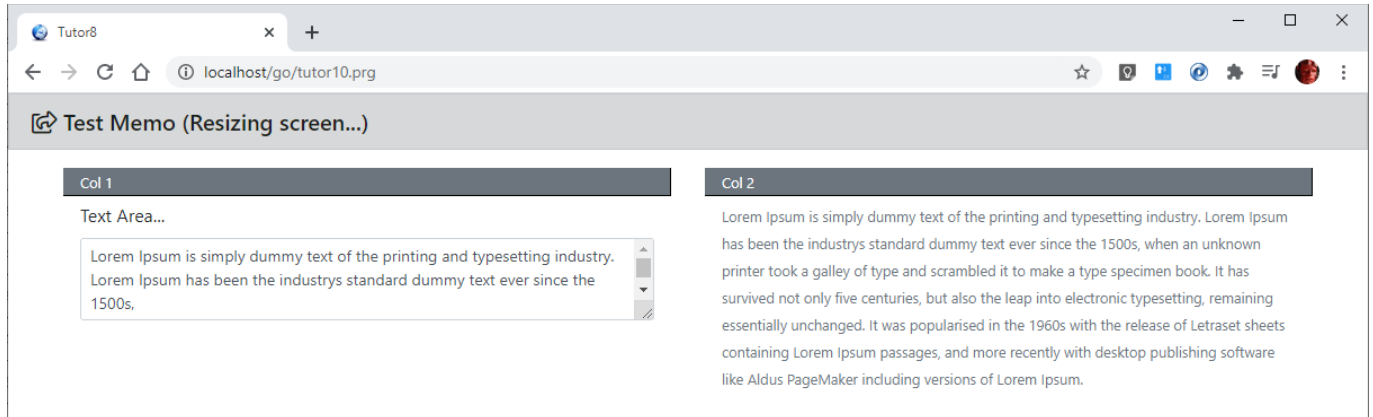 Tutor8
localhost/go/tutor10.prg
Test Memo (Resizing screen...)
Col 1
Text Area...
Lorem Ipsum is simply dummy text of the printing and typesetting industry.
Lorem Ipsum has been the industrys standard dummy text ever since the
1500s,
Col 2
Lorem Ipsum is simply dummy text of the printing and typesetting industry. Lorem Ipsum
has been the industrys standard dummy text ever since the 1500s, when an unknown
printer took a galley of type and scrambled it to make a type specimen book. It has
survived not only five centuries, but also the leap into electronic typesetting, remaining
essentially unchanged. It was popularised in the 1960s with the release of Letraset sheets
containing Lorem Ipsum passages, and more recently with desktop publishing software
like Aldus PageMaker including versions of Lorem Ipsum.